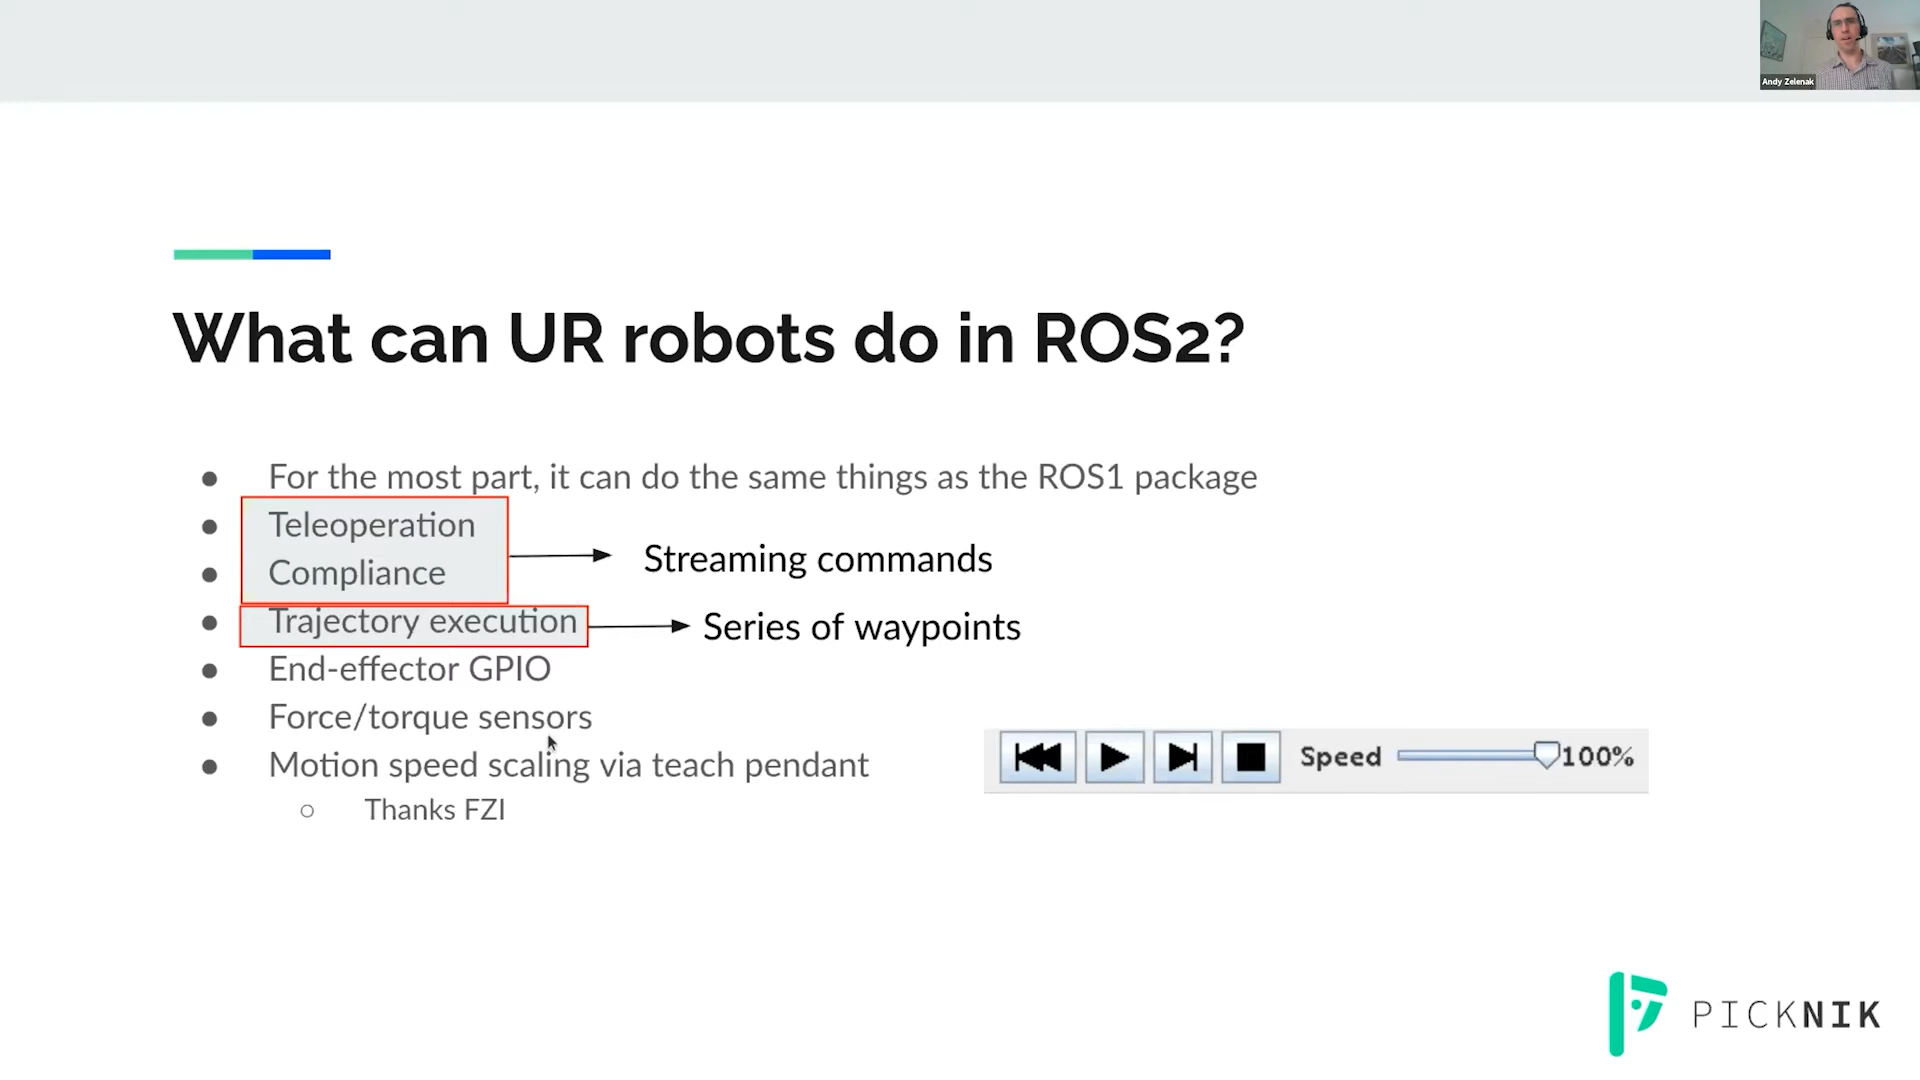 Andy Zelenak
What can UR robots do in ROS2?
● For the most part, it can do the same things as the ROS1 package
● Teleoperation
● Compliance
Streaming commands
● Trajectory execution
Series of waypoints
● End-effector GPIO
● Force/torque sensors
● Motion speed scaling via teach pendant
○ Thanks FZI
Speed 100%
PICKNIK